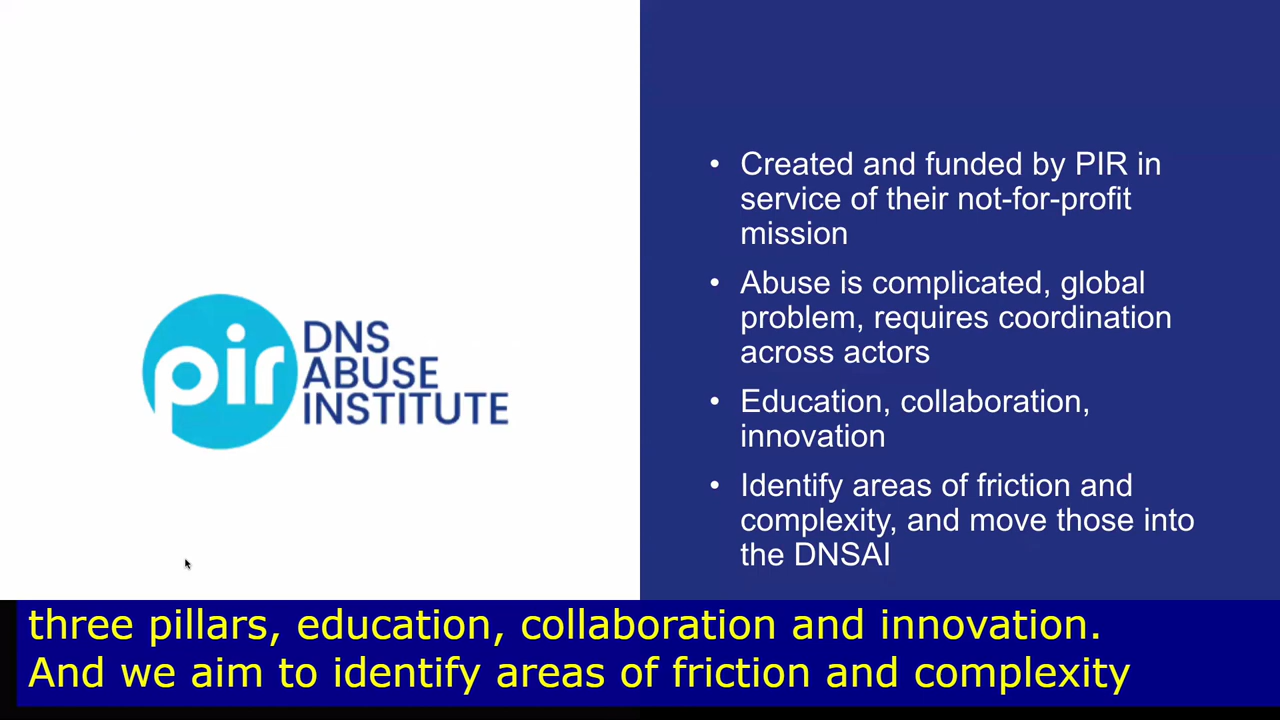 pir
DNS
ABUSE
INSTITUTE
• Created and funded by PIR in
service of their not-for-profit
mission
• Abuse is complicated, global
problem, requires coordination
across actors
• Education, collaboration,
innovation
• Identify areas of friction and
complexity, and move those into
the DNSAI
three pillars, education, collaboration and innovation.
And we aim to identify areas of friction and complexity